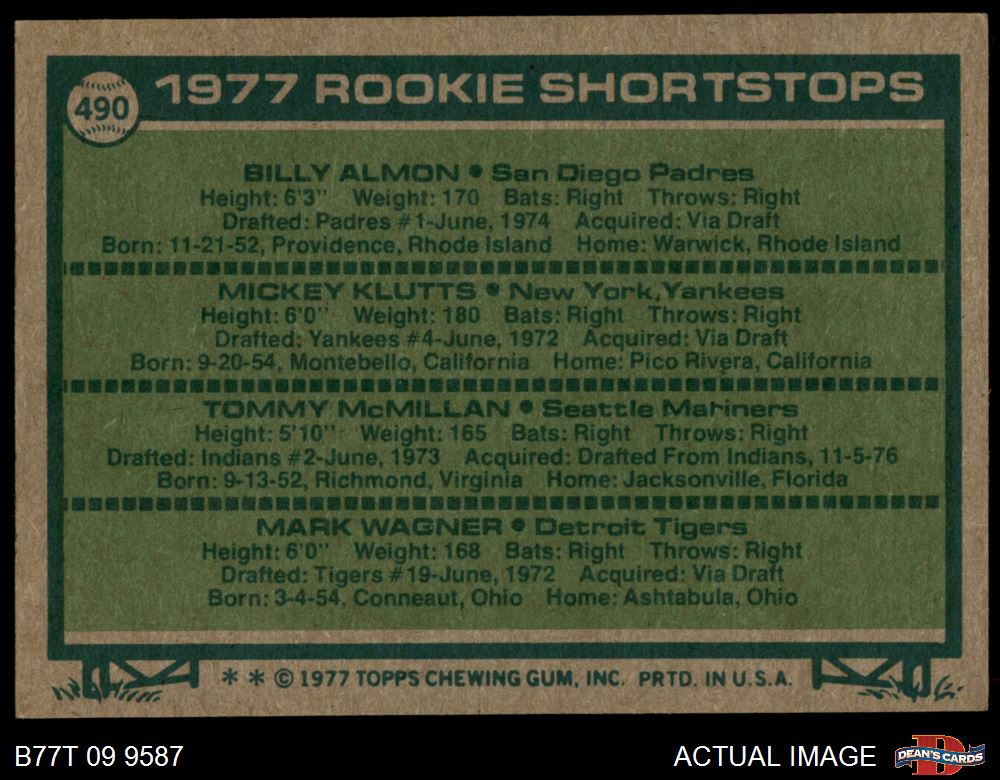 490
1977 ROOKIE SHORTSTOPS
BILLY ALMON • San Diego Padres
Height: 6'3" Weight: 170 Bats: Right Throws: Right
Drafted: Padres #1-June, 1974 Acquired: Via Draft
Born: 11-21-52, Providence, Rhode Island Home: Warwick, Rhode Island
MICKEY KLUTTS • New York,Yankees
Height: 6'0" Weight: 180 Bats: Right Throws: Right
Drafted: Yankees #4-June, 1972 Acquired: Via Draft
Born: 9-20-54, Montebello, California Home: Pico Rivera, California
TOMMY McMILLAN • Seattle Mariners
Height: 5'10" Weight: 165 Bats: Right Throws: Right
Drafted: Indians #2-June, 1973 Acquired: Drafted From Indians, 11-5-76
Born: 9-13-52, Richmond, Virginia Home: Jacksonville, Florida
MARK WAGNER • Detroit Tigers
Height: 6'0" Weight: 168 Bats: Right Throws: Right
Drafted: Tigers #19-June, 1972 Acquired: Via Draft
Born: 3-4-54, Conneaut, Ohio Home: Ashtabula, Ohio
* * © 1977 TOPPS CHEWING GUM, INC. PRTD. IN U.S.A.
B77T 09 9587
ACTUAL IMAGE
D
DEAN'S CARDS